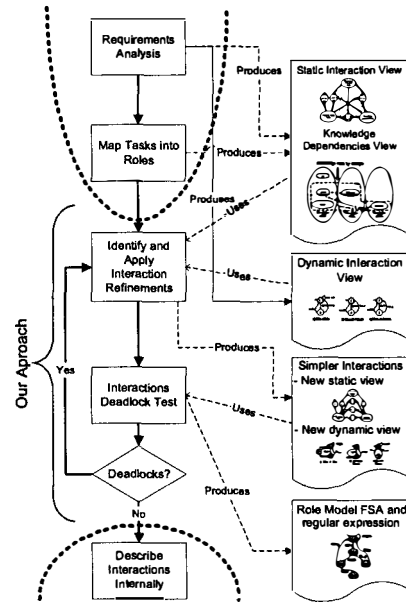 Requirements
Analysis
Produces
Static Interaction View
Map Tasks into
Roles
Produces
Knowledge
Dependencies View
Produces
Uses
Identify and
Apply
Interaction
Refinements
Uses
Dynamic Interaction
View
Our Aproach
Yes
Produces
Simpler Interactions
New static view
Interactions
Deadlock Test
Uses
New dynamic view
Deadlocks?
Produces
No
Role Model FSA and
regular expression
Describe
Interactions
Internally